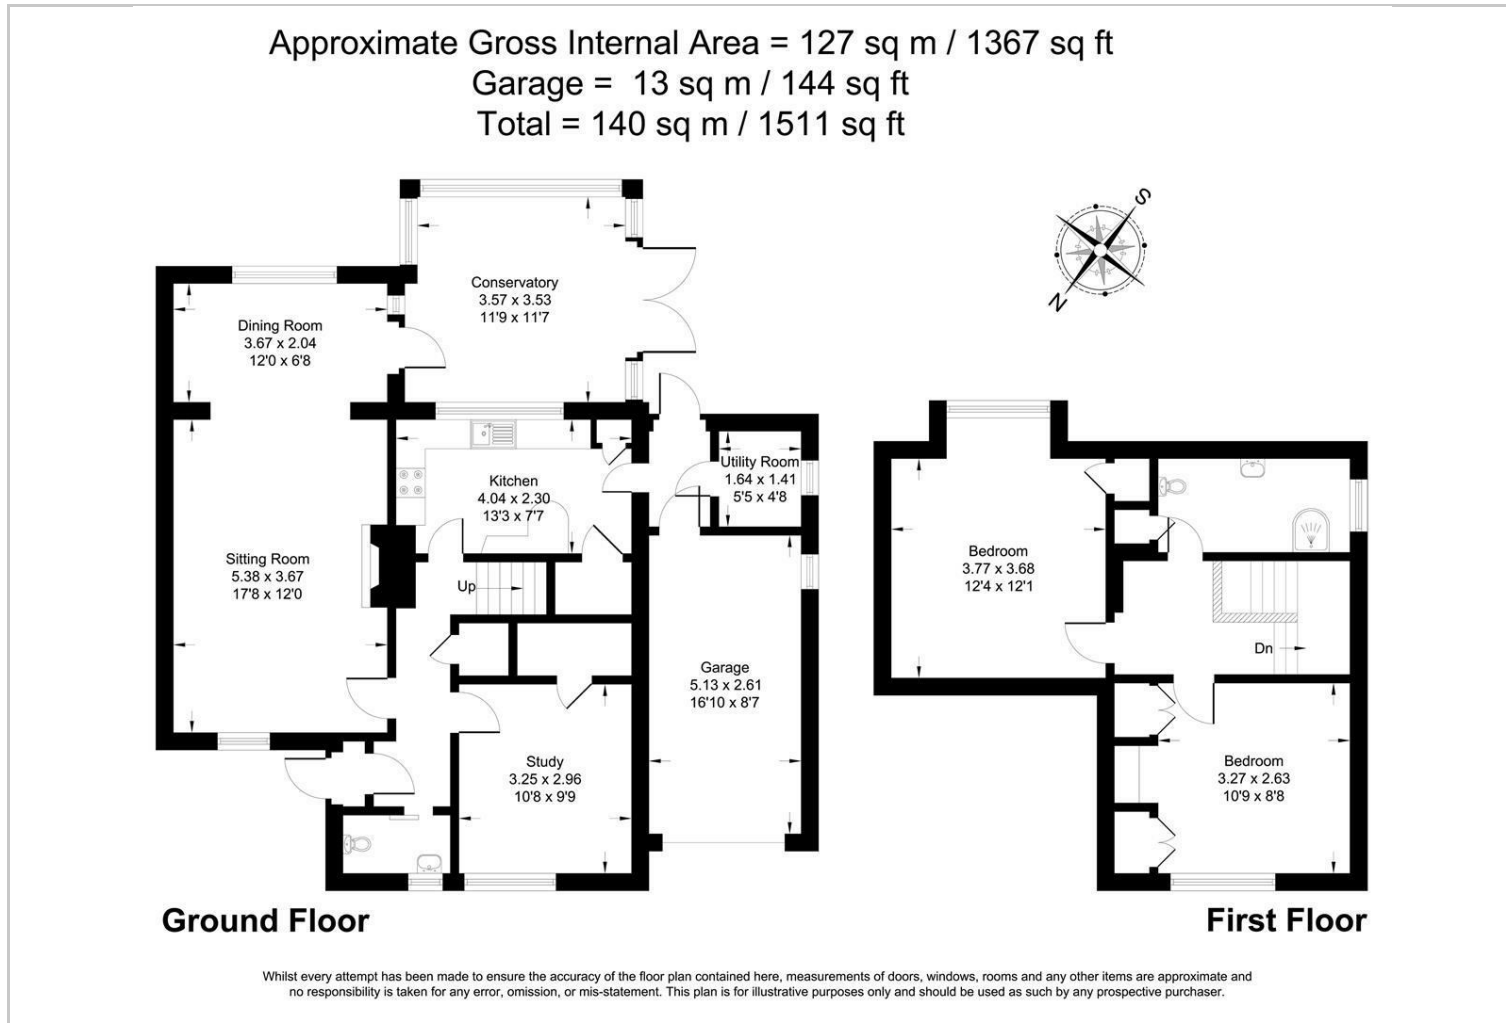 Approximate Gross Internal Area = 127 sq m / 1367 sq ft
Garage = 13 sq m / 144 sq ft
Total = 140 sq m / 1511 sq ft
S
N
Conservatory
3.57 x 3.53
11'9 x 11'7
Dining Room
3.67 x 2.04
12'0 x 6'8
Kitchen
4.04 x 2.30
13'3 x 7'7
Utility Room
1.64 x 1.41
5'5 x 4'8
Sitting Room
5.38 x 3.67
17'8 x 12'0
Up
Garage
5.13 x 2.61
16'10 x 8'7
Study
3.25 x 2.96
10'8 x 9'9
Bedroom
3.77 x 3.68
12'4 x 12'1
Dn
Bedroom
3.27 x 2.63
10'9 x 8'8
Ground Floor
First Floor
Whilst every attempt has been made to ensure the accuracy of the floor plan contained here, measurements of doors, windows, rooms and any other items are approximate and
no responsibility is taken for any error, omission, or mis-statement. This plan is for illustrative purposes only and should be used as such by any prospective purchaser.